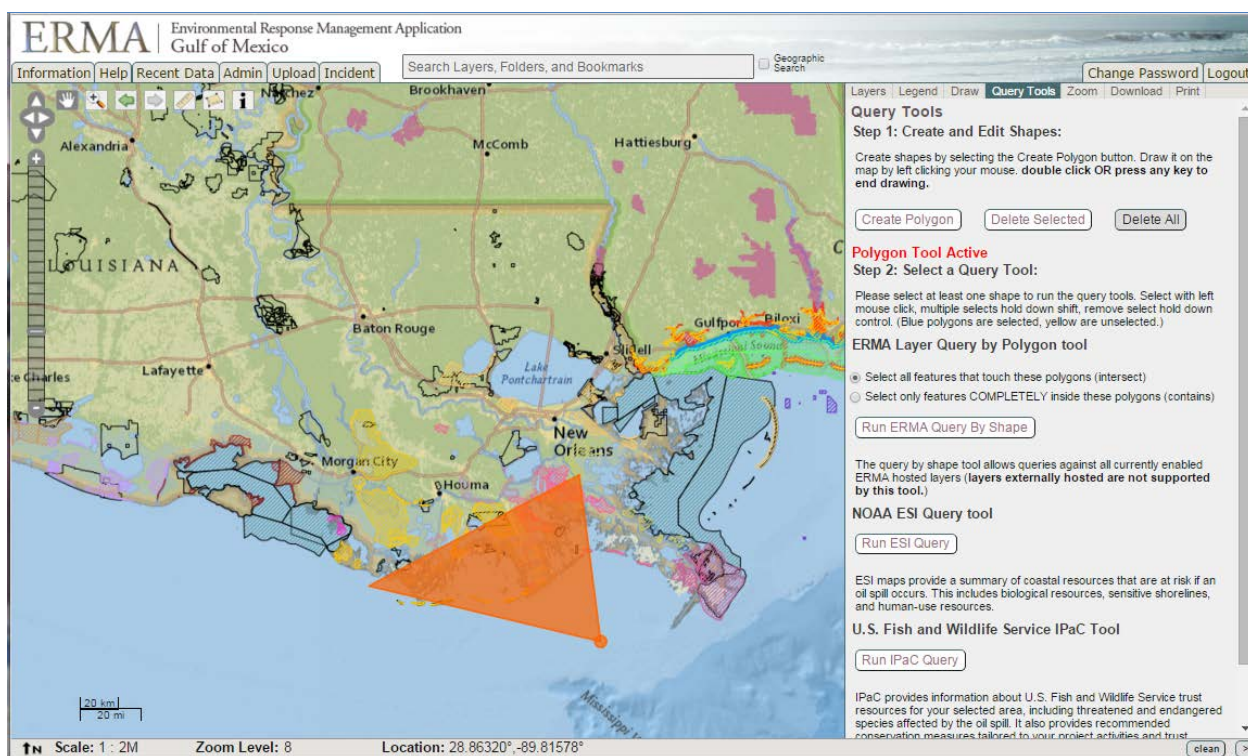 ERMA
Environmental Response Management Application
Gulf of Mexico
Search Layers, Folders, and Bookmarks
Geographic
Search
Information Help Recent Data Admin Upload Incident
Change Password Logout
Layers Legend Draw Query Tools Zoom Download Print
Query Tools
Step 1: Create and Edit Shapes:
Create shapes by selecting the Create Polygon button. Draw it on the
map by left clicking your mouse. double click OR press any key to
end drawing.
Create Polygon Delete Selected Delete All
Polygon Tool Active
Step 2: Select a Query Tool:
Please select at least one shape to run the query tools. Select with left
mouse click, multiple selects hold down shift, remove select hold down
control. (Blue polygons are selected, yellow are unselected.)
ERMA Layer Query by Polygon tool
Select all features that touch these polygons (intersect)
Select only features COMPLETELY inside these polygons (contains)
Run ERMA Query By Shape
The query by shape tool allows queries against all currently enabled
ERMA hosted layers (layers externally hosted are not supported
by this tool.)
NOAA ESI Query tool
Run ESI Query
ESI maps provide a summary of coastal resources that are at risk if an
oil spill occurs. This includes biological resources, sensitive shorelines,
and human-use resources.
U.S. Fish and Wildlife Service IPaC Tool
Run IPaC Query
IPaC provides information about U.S. Fish and Wildlife Service trust
resources for your selected area, including threatened and endangered
species affected by the oil spill. It also provides recommended
conservation measures tailored to your project activities and trust
Brookhaven
Alexandria
McComb
Hattiesburg
LOUISIANA
Baton Rouge
Gulfport
Biloxi
Mississippi Sound
Slidell
Lake
Pontchartrain
Lafayette
Charles
New
Orleans
Morgan City
Houma
20 km
20 mi
N Scale: 1 : 2M Zoom Level: 8 Location: 28.86320°,-89.81578°
clean